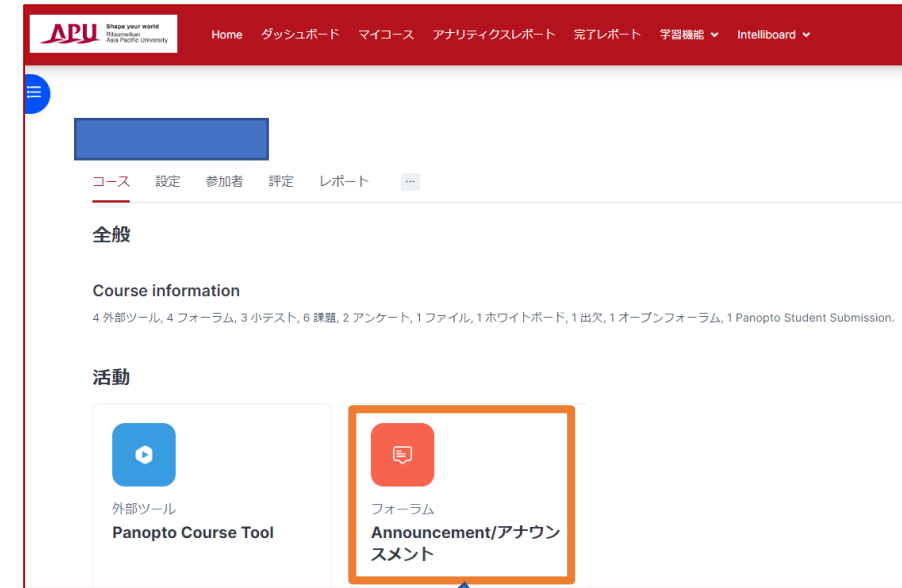 APU
Shape your world
Ritsumeikan
Asia Pacific University
Home ダッシュボード マイコース アナリティクスレポート 完了レポート 学習機能 Intelliboard
コース 設定 参加者 評定 レポート ...
全般
Course information
4 外部ツール, 4 フォーラム, 3 小テスト, 6 課題, 2 アンケート, 1 ファイル, 1 ホワイトボード, 1 出欠, 1 オープンフォーラム, 1 Panopto Student Submission.
活動
外部ツール
Panopto Course Tool
フォーラム
Announcement/アナウン
スメント